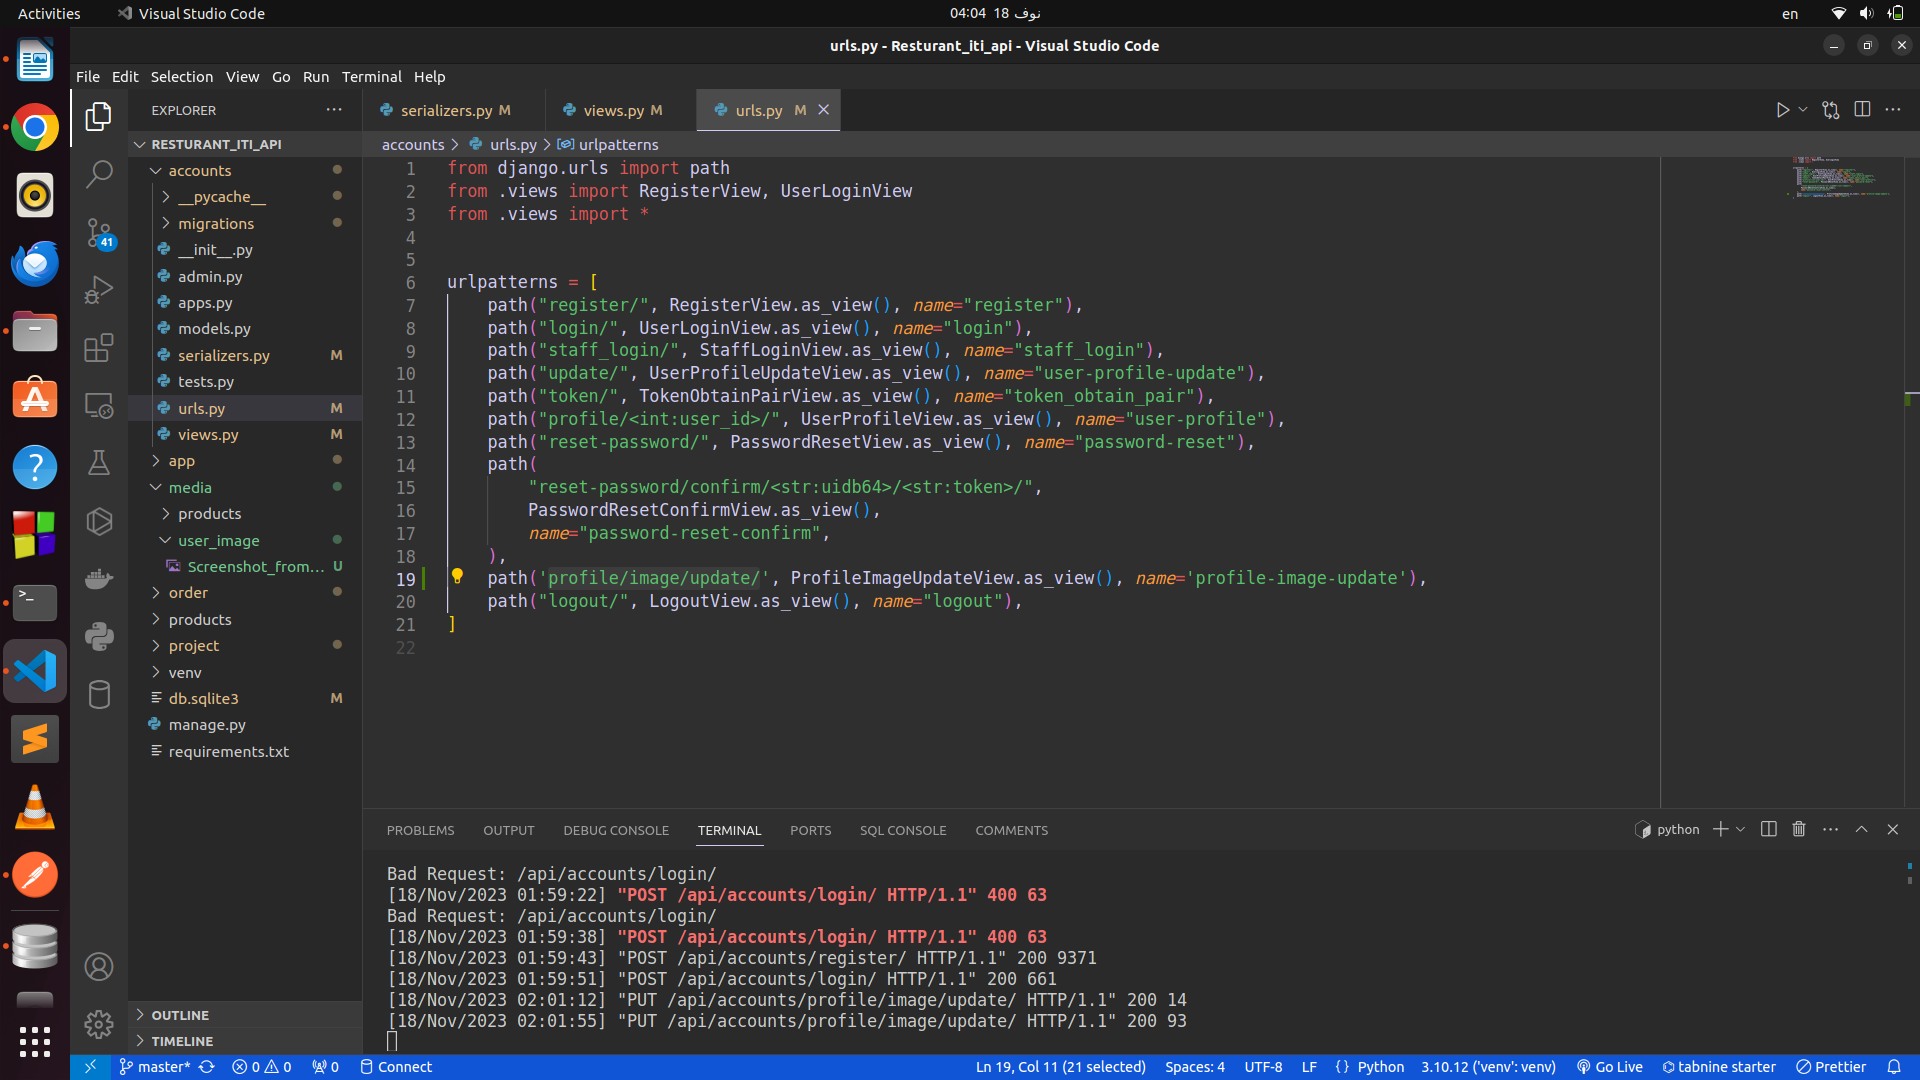 Activities
Visual Studio Code
04:04 18 نوف
en
urls.py - Resturant_iti_api - Visual Studio Code
File Edit Selection View Go Run Terminal Help
EXPLORER
RESTURANT_ITI_API
accounts
__pycache__
migrations
__init__.py
admin.py
apps.py
models.py
serializers.py M
tests.py
urls.py M
views.py M
app
media
products
user_image
Screenshot_from... U
order
products
project
venv
db.sqlite3 M
manage.py
requirements.txt
OUTLINE
TIMELINE
41
serializers.py M
views.py M
urls.py M
accounts > urls.py > urlpatterns
1 from django.urls import path
2 from .views import RegisterView, UserLoginView
3 from .views import *
4
5
6 urlpatterns = [
7 path("register/", RegisterView.as_view(), name="register"),
8 path("login/", UserLoginView.as_view(), name="login"),
9 path("staff_login/", StaffLoginView.as_view(), name="staff_login"),
10 path("update/", UserProfileUpdateView.as_view(), name="user-profile-update"),
11 path("token/", TokenObtainPairView.as_view(), name="token_obtain_pair"),
12 path("profile/<int:user_id>/", UserProfileView.as_view(), name="user-profile"),
13 path("reset-password/", PasswordResetView.as_view(), name="password-reset"),
14 path(
15 "reset-password/confirm/<str:uidb64>/<str:token>/",
16 PasswordResetConfirmView.as_view(),
17 name="password-reset-confirm",
18 ),
19 path('profile/image/update/', ProfileImageUpdateView.as_view(), name='profile-image-update'),
20 path("logout/", LogoutView.as_view(), name="logout"),
21 ]
22
PROBLEMS OUTPUT DEBUG CONSOLE TERMINAL PORTS SQL CONSOLE COMMENTS
python
Bad Request: /api/accounts/login/
[18/Nov/2023 01:59:22] "POST /api/accounts/login/ HTTP/1.1" 400 63
Bad Request: /api/accounts/login/
[18/Nov/2023 01:59:38] "POST /api/accounts/login/ HTTP/1.1" 400 63
[18/Nov/2023 01:59:43] "POST /api/accounts/register/ HTTP/1.1" 200 9371
[18/Nov/2023 01:59:51] "POST /api/accounts/login/ HTTP/1.1" 200 661
[18/Nov/2023 02:01:12] "PUT /api/accounts/profile/image/update/ HTTP/1.1" 200 14
[18/Nov/2023 02:01:55] "PUT /api/accounts/profile/image/update/ HTTP/1.1" 200 93
master* 0 0 0 Connect
Ln 19, Col 11 (21 selected) Spaces: 4 UTF-8 LF {} Python 3.10.12 ('venv': venv) Go Live tabnine starter Prettier